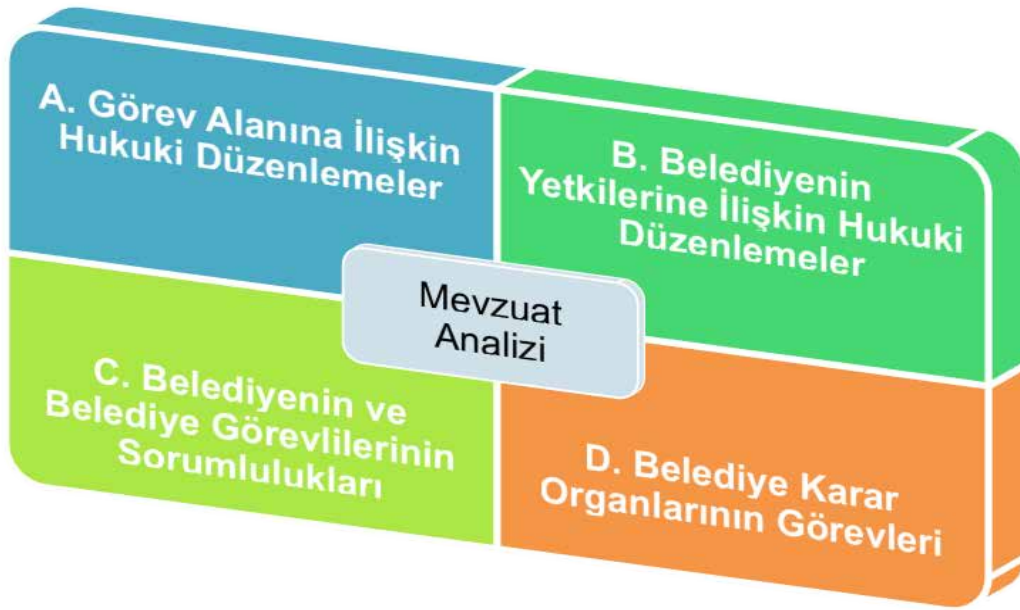 A. Görev Alanına İlişkin
Hukuki Düzenlemeler
B. Belediyenin
Yetkilerine İlişkin Hukuki
Düzenlemeler
Mevzuat
Analizi
C. Belediyenin ve
Belediye Görevlilerinin
Sorumlulukları
D. Belediye Karar
Organlarının Görevleri